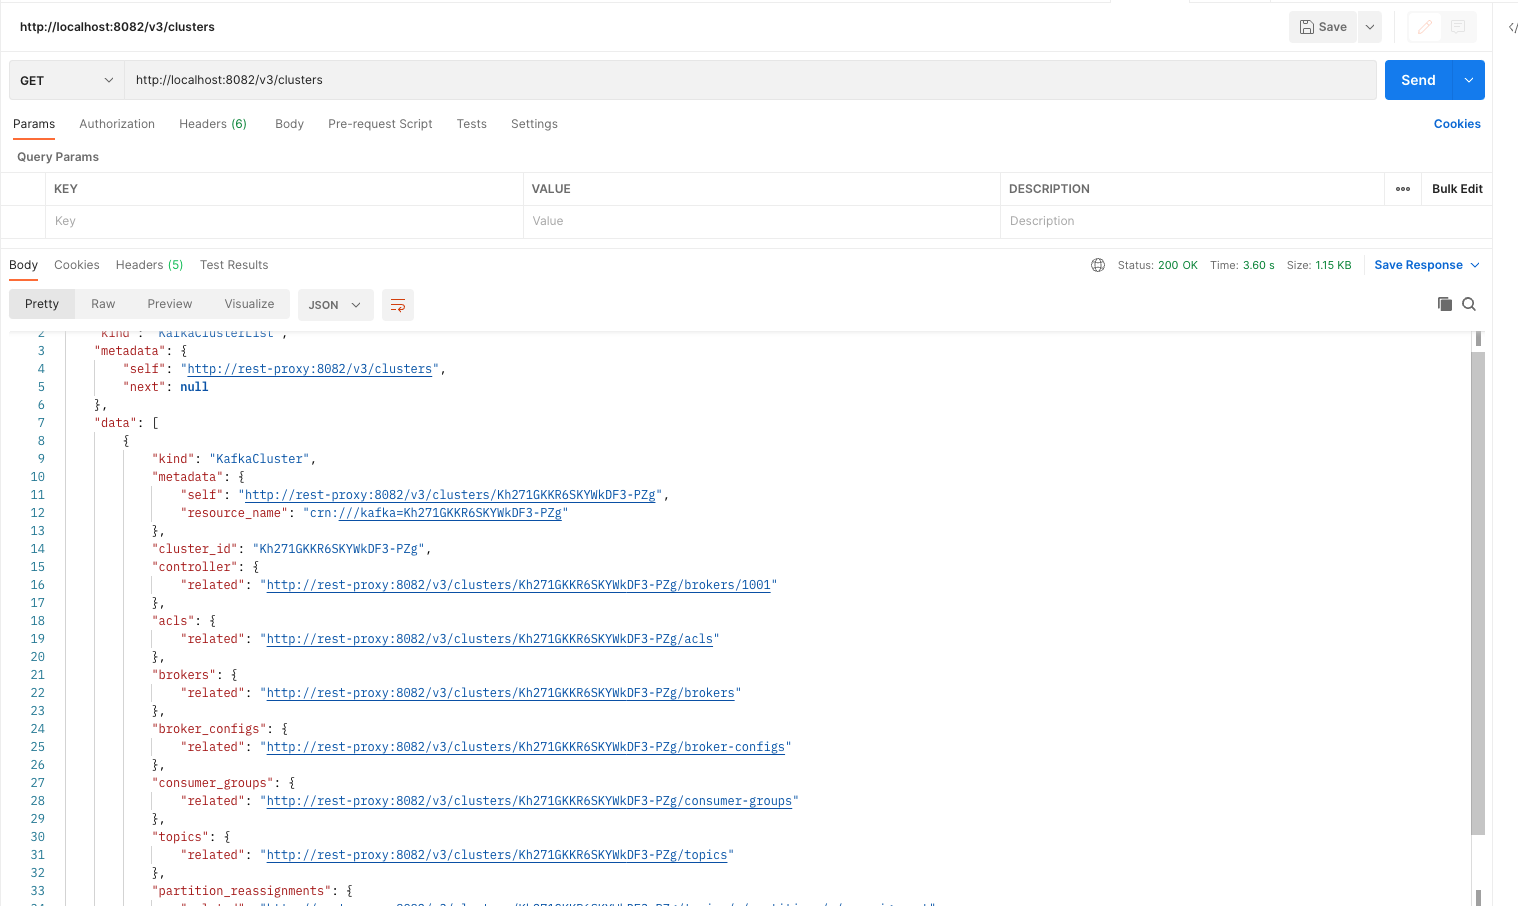 http://localhost:8082/v3/clusters
Save
GET http://localhost:8082/v3/clusters Send
Params Authorization Headers (6) Body Pre-request Script Tests Settings Cookies
Query Params
KEY VALUE DESCRIPTION ••• Bulk Edit
Key Value Description
Body Cookies Headers (5) Test Results Status: 200 OK Time: 3.60 s Size: 1.15 KB Save Response
Pretty Raw Preview Visualize JSON
2 "kind": "KafkaClusterList",
3 "metadata": {
4 "self": "http://rest-proxy:8082/v3/clusters",
5 "next": null
6 },
7 "data": [
8 {
9 "kind": "KafkaCluster",
10 "metadata": {
11 "self": "http://rest-proxy:8082/v3/clusters/Kh271GKKR6SKYWkDF3-PZg",
12 "resource_name": "crn:///kafka=Kh271GKKR6SKYWkDF3-PZg"
13 },
14 "cluster_id": "Kh271GKKR6SKYWkDF3-PZg",
15 "controller": {
16 "related": "http://rest-proxy:8082/v3/clusters/Kh271GKKR6SKYWkDF3-PZg/brokers/1001"
17 },
18 "acls": {
19 "related": "http://rest-proxy:8082/v3/clusters/Kh271GKKR6SKYWkDF3-PZg/acls"
20 },
21 "brokers": {
22 "related": "http://rest-proxy:8082/v3/clusters/Kh271GKKR6SKYWkDF3-PZg/brokers"
23 },
24 "broker_configs": {
25 "related": "http://rest-proxy:8082/v3/clusters/Kh271GKKR6SKYWkDF3-PZg/broker-configs"
26 },
27 "consumer_groups": {
28 "related": "http://rest-proxy:8082/v3/clusters/Kh271GKKR6SKYWkDF3-PZg/consumer-groups"
29 },
30 "topics": {
31 "related": "http://rest-proxy:8082/v3/clusters/Kh271GKKR6SKYWkDF3-PZg/topics"
32 },
33 "partition_reassignments": {